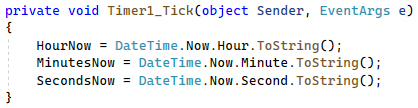 private void Timer1_Tick(object Sender, EventArgs e)
{
HourNow = DateTime.Now.Hour.ToString();
MinutesNow = DateTime.Now.Minute.ToString();
SecondsNow = DateTime.Now.Second.ToString();
}